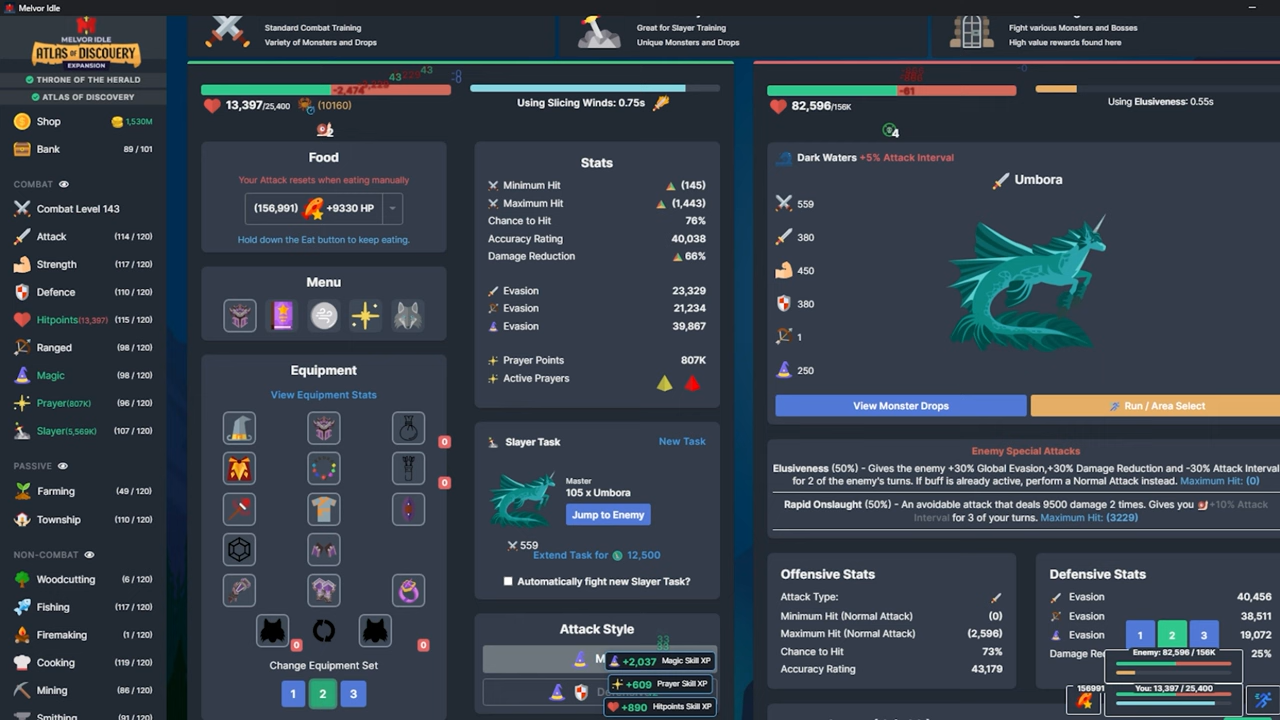 Melvor Idle
MELVOR IDLE
ATLAS OF DISCOVERY
EXPANSION
THRONE OF THE HERALD
ATLAS OF DISCOVERY
Shop 1,530M
Bank 89 / 101
COMBAT
Combat Level 143
Attack (114 / 120)
Strength (117 / 120)
Defence (110 / 120)
Hitpoints(13,397) (115 / 120)
Ranged (98 / 120)
Magic (98 / 120)
Prayer(807K) (96 / 120)
Slayer(5,569K) (107 / 120)
PASSIVE
Farming (49 / 120)
Township (110 / 120)
NON-COMBAT
Woodcutting (6 / 120)
Fishing (117 / 120)
Firemaking (1 / 120)
Cooking (119 / 120)
Mining (86 / 120)
Smithing
Standard Combat Training
Variety of Monsters and Drops
Great for Slayer Training
Unique Monsters and Drops
Fight various Monsters and Bosses
High value rewards found here
43
43
-2,474
13,397/25,400 (10160)
2
Food
Your Attack resets when eating manually
(156,991) +9330 HP
Hold down the Eat button to keep eating.
Menu
Equipment
View Equipment Stats
0
0
0
0
Change Equipment Set
1 2 3
Using Slicing Winds: 0.75s
Stats
Minimum Hit (145)
Maximum Hit (1,443)
Chance to Hit 76%
Accuracy Rating 40,038
Damage Reduction 66%
Evasion 23,329
Evasion 21,234
Evasion 39,867
Prayer Points 807K
Active Prayers
Slayer Task New Task
Master
105 x Umbora
Jump to Enemy
559
Extend Task for 12,500
Automatically fight new Slayer Task?
Attack Style
33
33
+2,037 Magic Skill XP
+609 Prayer Skill XP
+890 Hitpoints Skill XP
-61
82,596/156K
Using Elusiveness: 0.55s
4
Dark Waters +5% Attack Interval
Umbora
559
380
450
380
1
250
View Monster Drops
Run / Area Select
Enemy Special Attacks
Elusiveness (50%) - Gives the enemy +30% Global Evasion,+30% Damage Reduction and -30% Attack Interval
for 2 of the enemy's turns. If buff is already active, perform a Normal Attack instead. Maximum Hit: (0)
Rapid Onslaught (50%) - An avoidable attack that deals 9500 damage 2 times. Gives you +10% Attack
Interval for 3 of your turns. Maximum Hit: (3229)
Offensive Stats
Attack Type:
Minimum Hit (Normal Attack) (0)
Maximum Hit (Normal Attack) (2,596)
Chance to Hit 73%
Accuracy Rating 43,179
Defensive Stats
Evasion 40,456
Evasion 38,511
Evasion 19,072
Damage Re 25%
1 2 3
Enemy: 82,596 / 156K
156991
You: 13,397 / 25,400